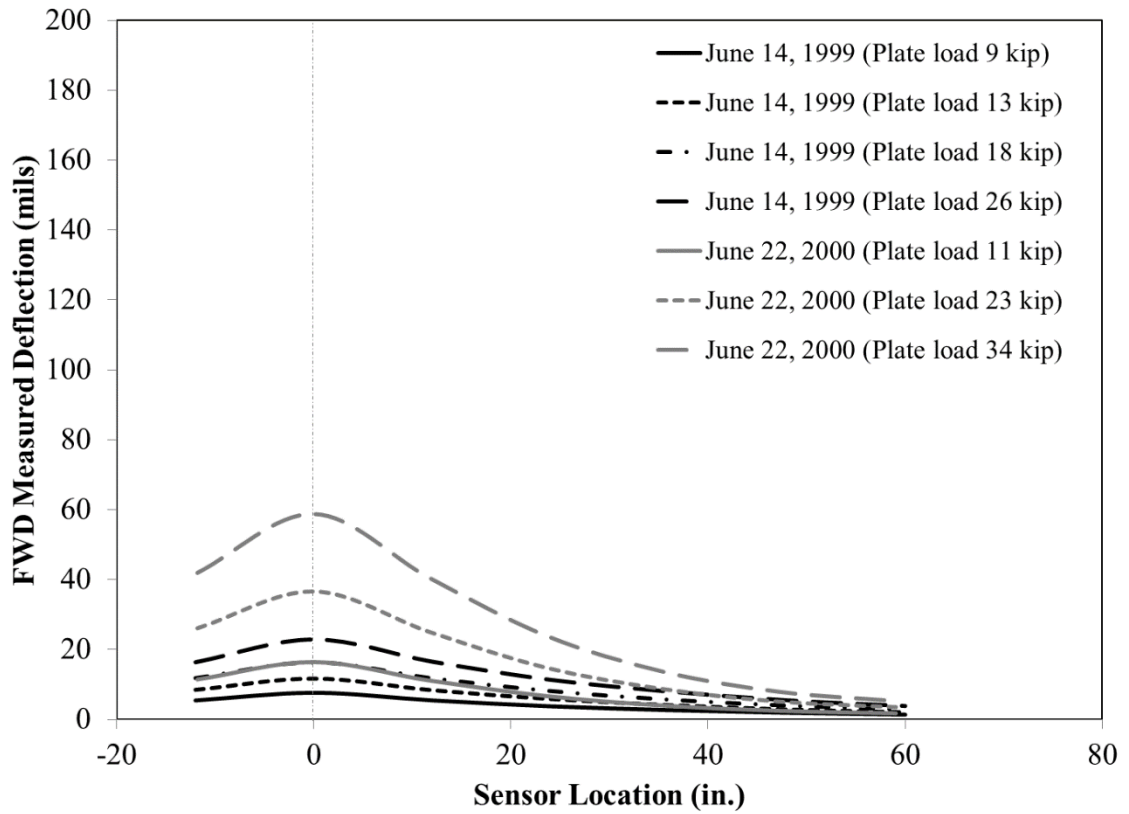 200
180
160
140
120
100
80
60
40
20
0
FWD Measured Deflection (mils)
June 14, 1999 (Plate load 9 kip)
June 14, 1999 (Plate load 13 kip)
June 14, 1999 (Plate load 18 kip)
June 14, 1999 (Plate load 26 kip)
June 22, 2000 (Plate load 11 kip)
June 22, 2000 (Plate load 23 kip)
June 22, 2000 (Plate load 34 kip)
-20 0 20 40 60 80
Sensor Location (in.)